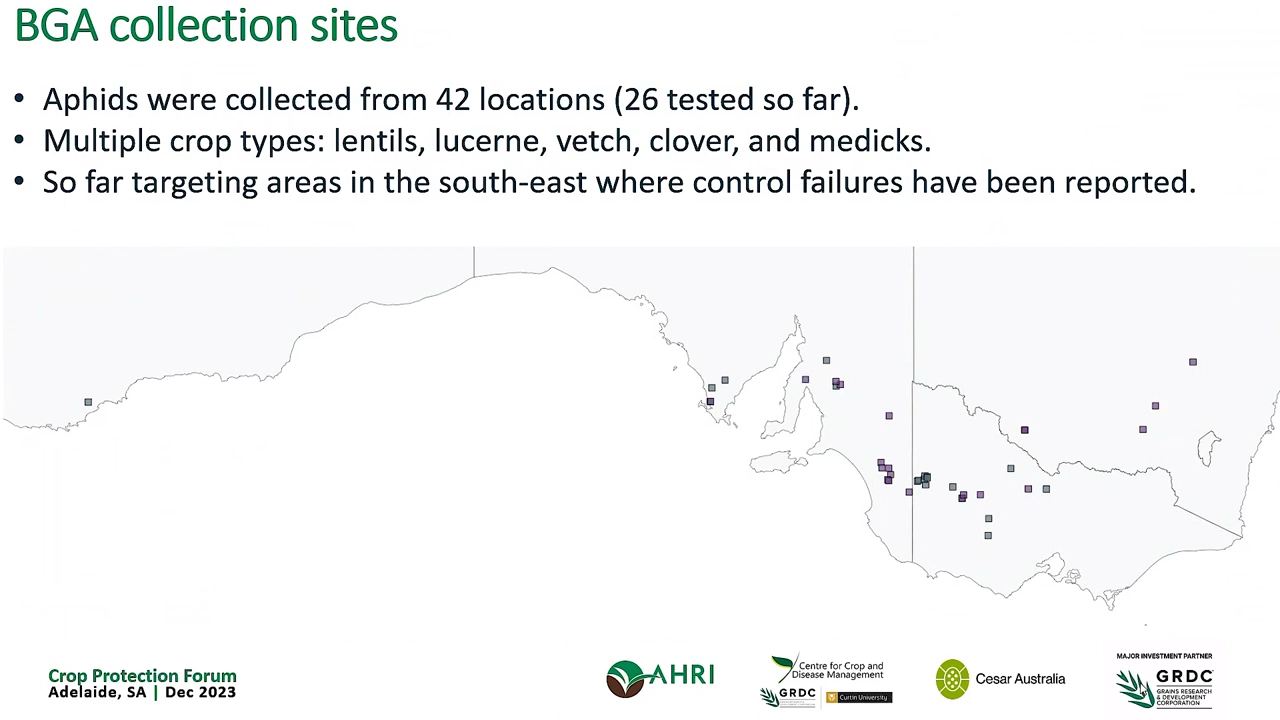 BGA collection sites
• Aphids were collected from 42 locations (26 tested so far).
• Multiple crop types: lentils, lucerne, vetch, clover, and medicks.
• So far targeting areas in the south-east where control failures have been reported.
Crop Protection Forum
Adelaide, SA | Dec 2023
AHRI
Centre for Crop and
Disease Management
GRDC
Curtin University
Cesar Australia
MAJOR INVESTMENT PARTNER
GRDC
GRAINS RESEARCH
& DEVELOPMENT
CORPORATION